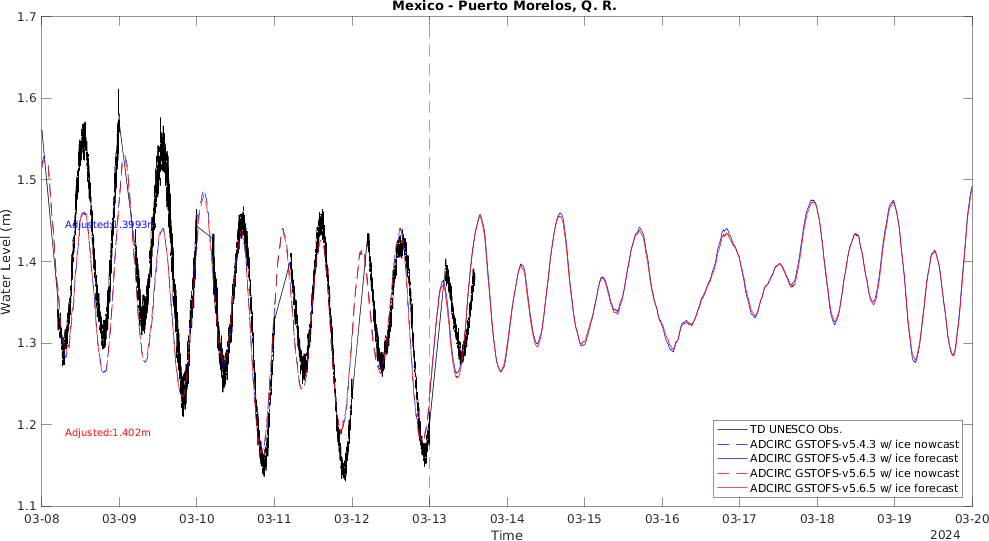 Mexico - Puerto Morelos, Q. R.
1.7
1.6
1.5
1.4
1.3
1.2
1.1
Water Level (m)
Adjusted:1.3993m
Adjusted:1.402m
TD UNESCO Obs.
ADCIRC GSTOFS-v5.4.3 w/ ice nowcast
ADCIRC GSTOFS-v5.4.3 w/ ice forecast
ADCIRC GSTOFS-v5.6.5 w/ ice nowcast
ADCIRC GSTOFS-v5.6.5 w/ ice forecast
03-08 03-09 03-10 03-11 03-12 03-13 03-14 03-15 03-16 03-17 03-18 03-19 03-20
Time
2024